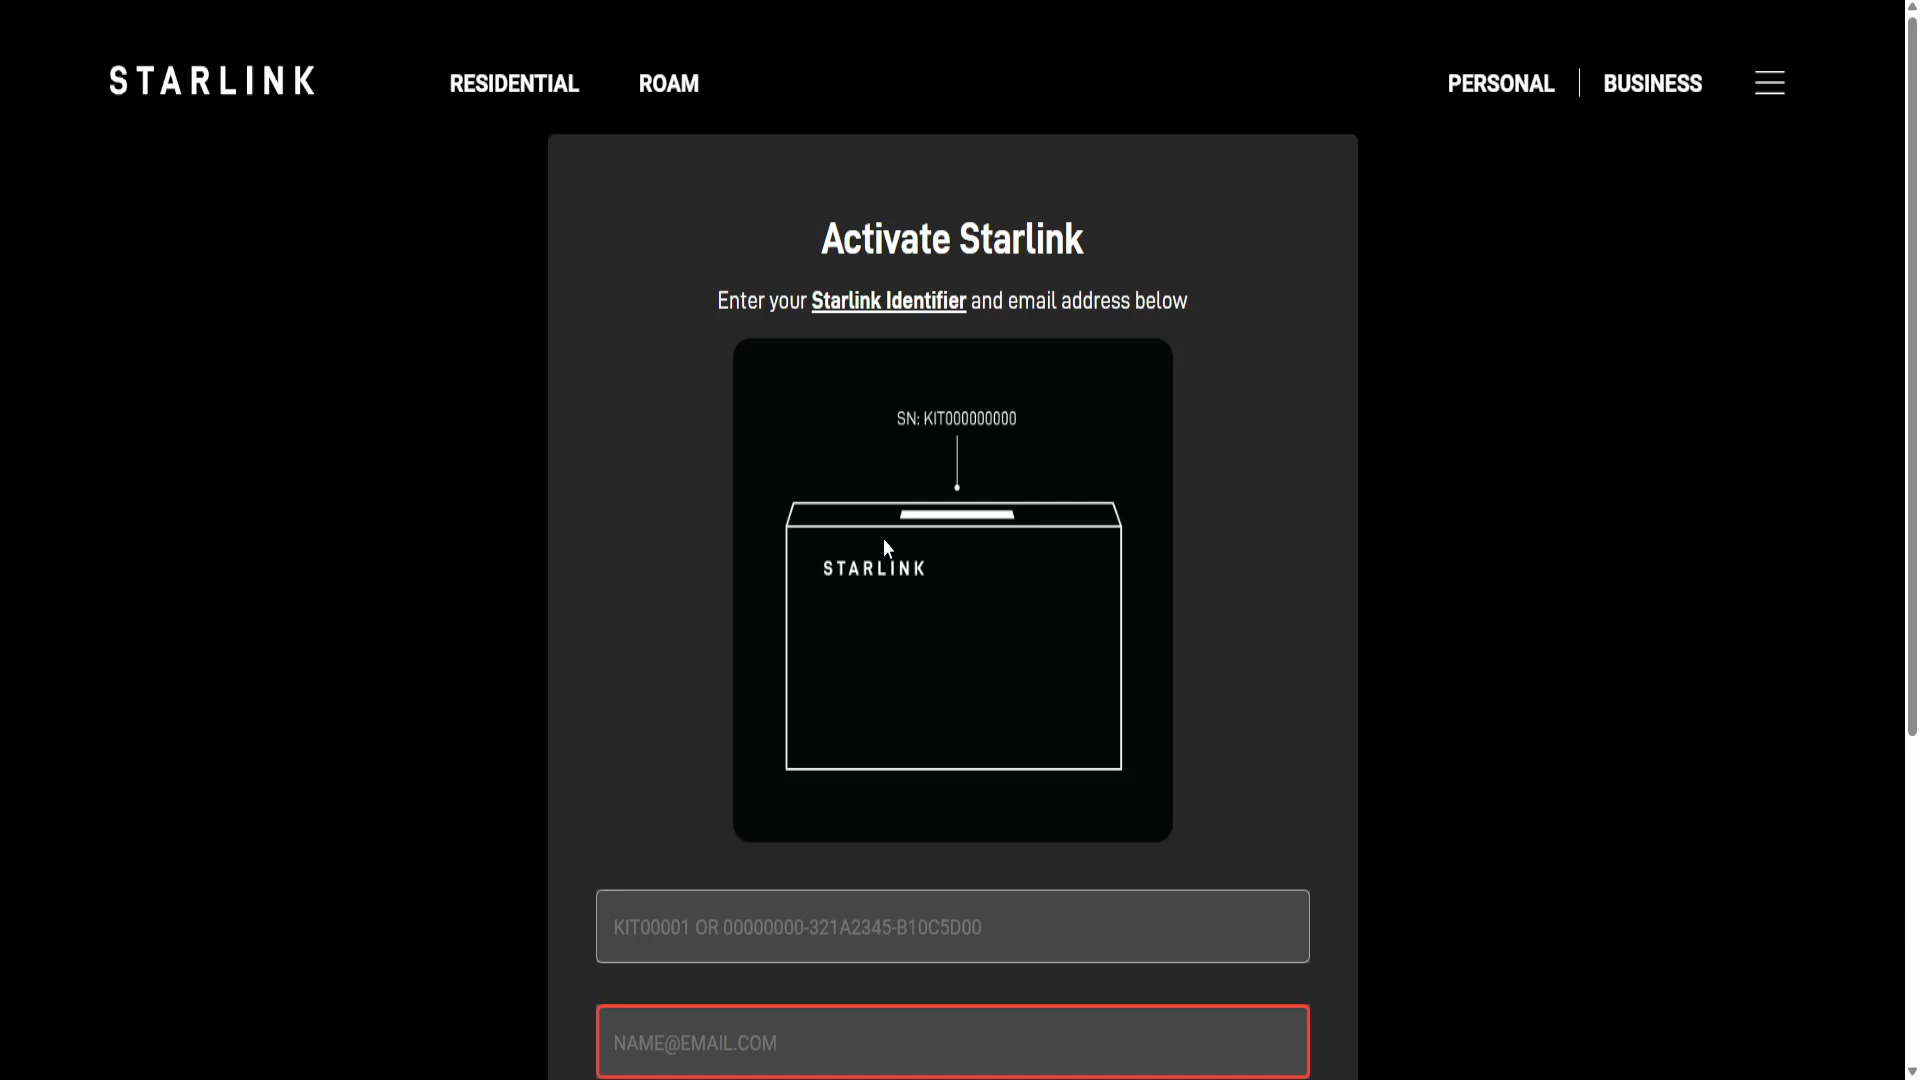 STARLINK
RESIDENTIAL
ROAM
PERSONAL
BUSINESS
Activate Starlink
Enter your Starlink Identifier and email address below
SN: KIT000000000
STARLINK
KIT00001 OR 00000000-321A2345-B10C5D00
NAME@EMAIL.COM